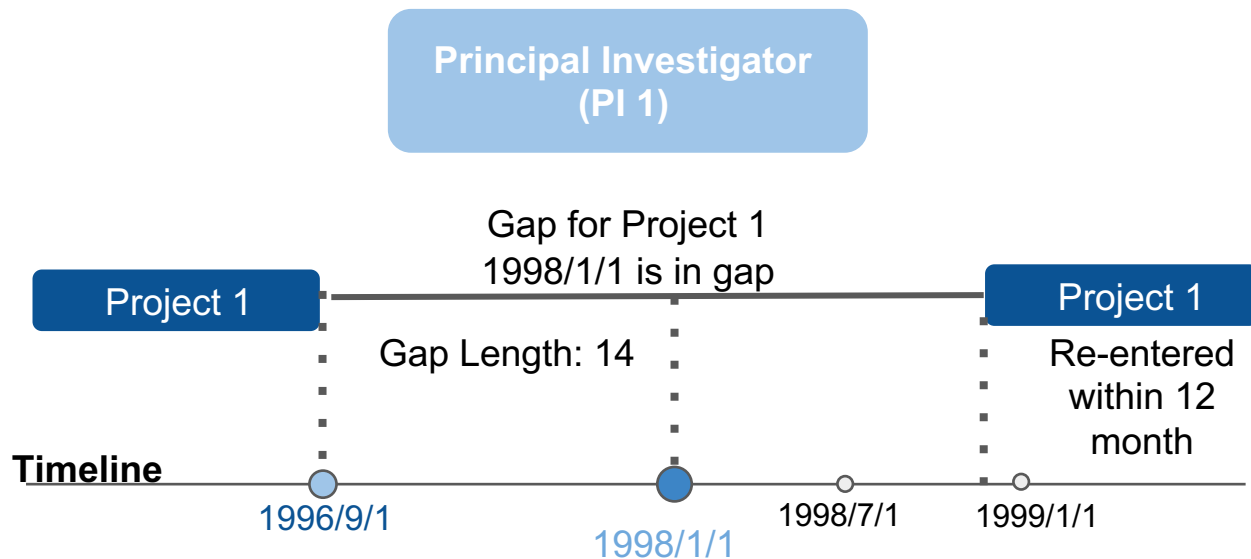 Principal Investigator
(PI 1)
Gap for Project 1
1998/1/1 is in gap
Project 1
Project 1
Gap Length: 14
Re-entered
within 12
month
Timeline
1996/9/1
1998/1/1
1998/7/1
1999/1/1